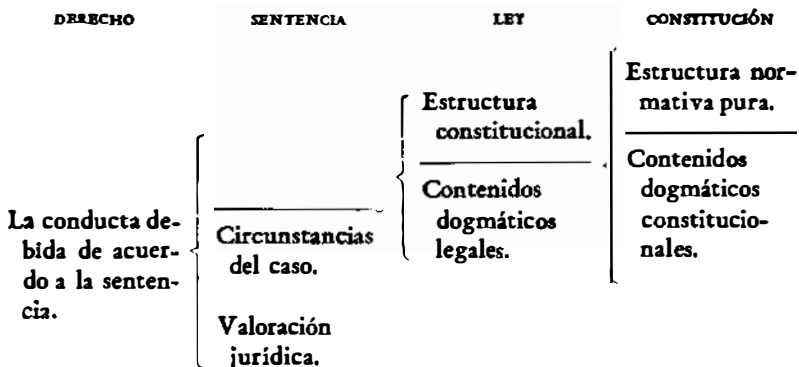 DERECHO SENTENCIA LEY CONSTITUCIÓN
Estructura nor-
mativa pura.
Estructura
constitucional.
Contenidos
dogmáticos
constitucio-
nales.
Contenidos
dogmáticos
legales.
La conducta de-
bida de acuer-
do a la senten-
cia.
Circunstancias
del caso.
Valoración
jurídica.